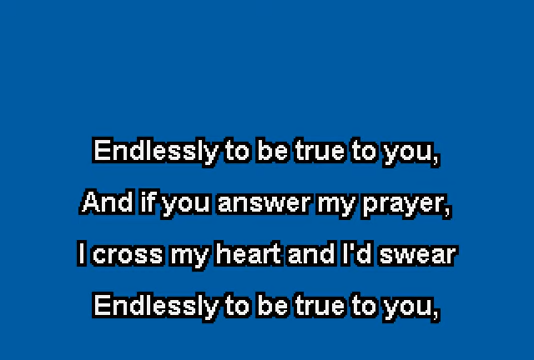 Endlessly to be true to you,
And if you answer my prayer,
I cross my heart and I'd swear
Endlessly to be true to you,